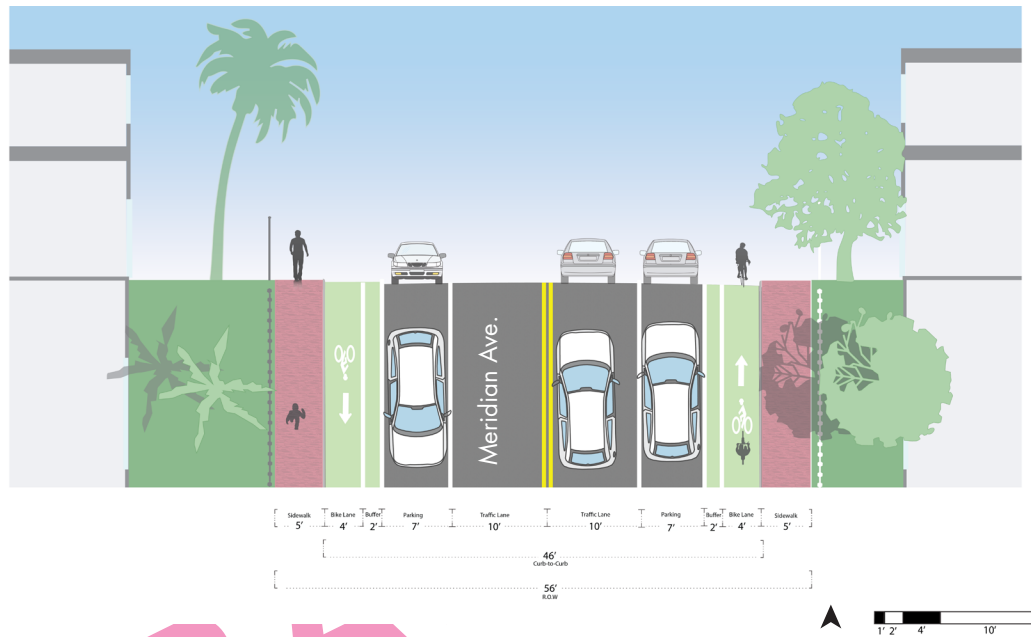 Meridian Ave.
Sidewalk Bike Lane Buffer Parking Traffic Lane Traffic Lane Parking Buffer Bike Lane Sidewalk
5' 4' 2' 7' 10' 10' 7' 2' 4' 5'
46'
Curb-to-Curb
56'
R.O.W
1' 2' 4' 10'